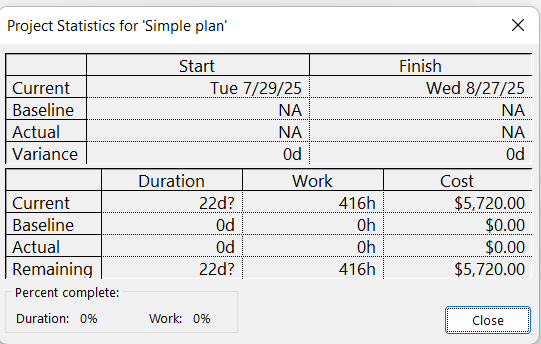 Project Statistics for 'Simple plan'
Start Finish
Current Tue 7/29/25 Wed 8/27/25
Baseline NA NA
Actual NA NA
Variance 0d 0d
Duration Work Cost
Current 22d? 416h $5,720.00
Baseline 0d 0h $0.00
Actual 0d 0h $0.00
Remaining 22d? 416h $5,720.00
Percent complete:
Duration: 0% Work: 0% Close